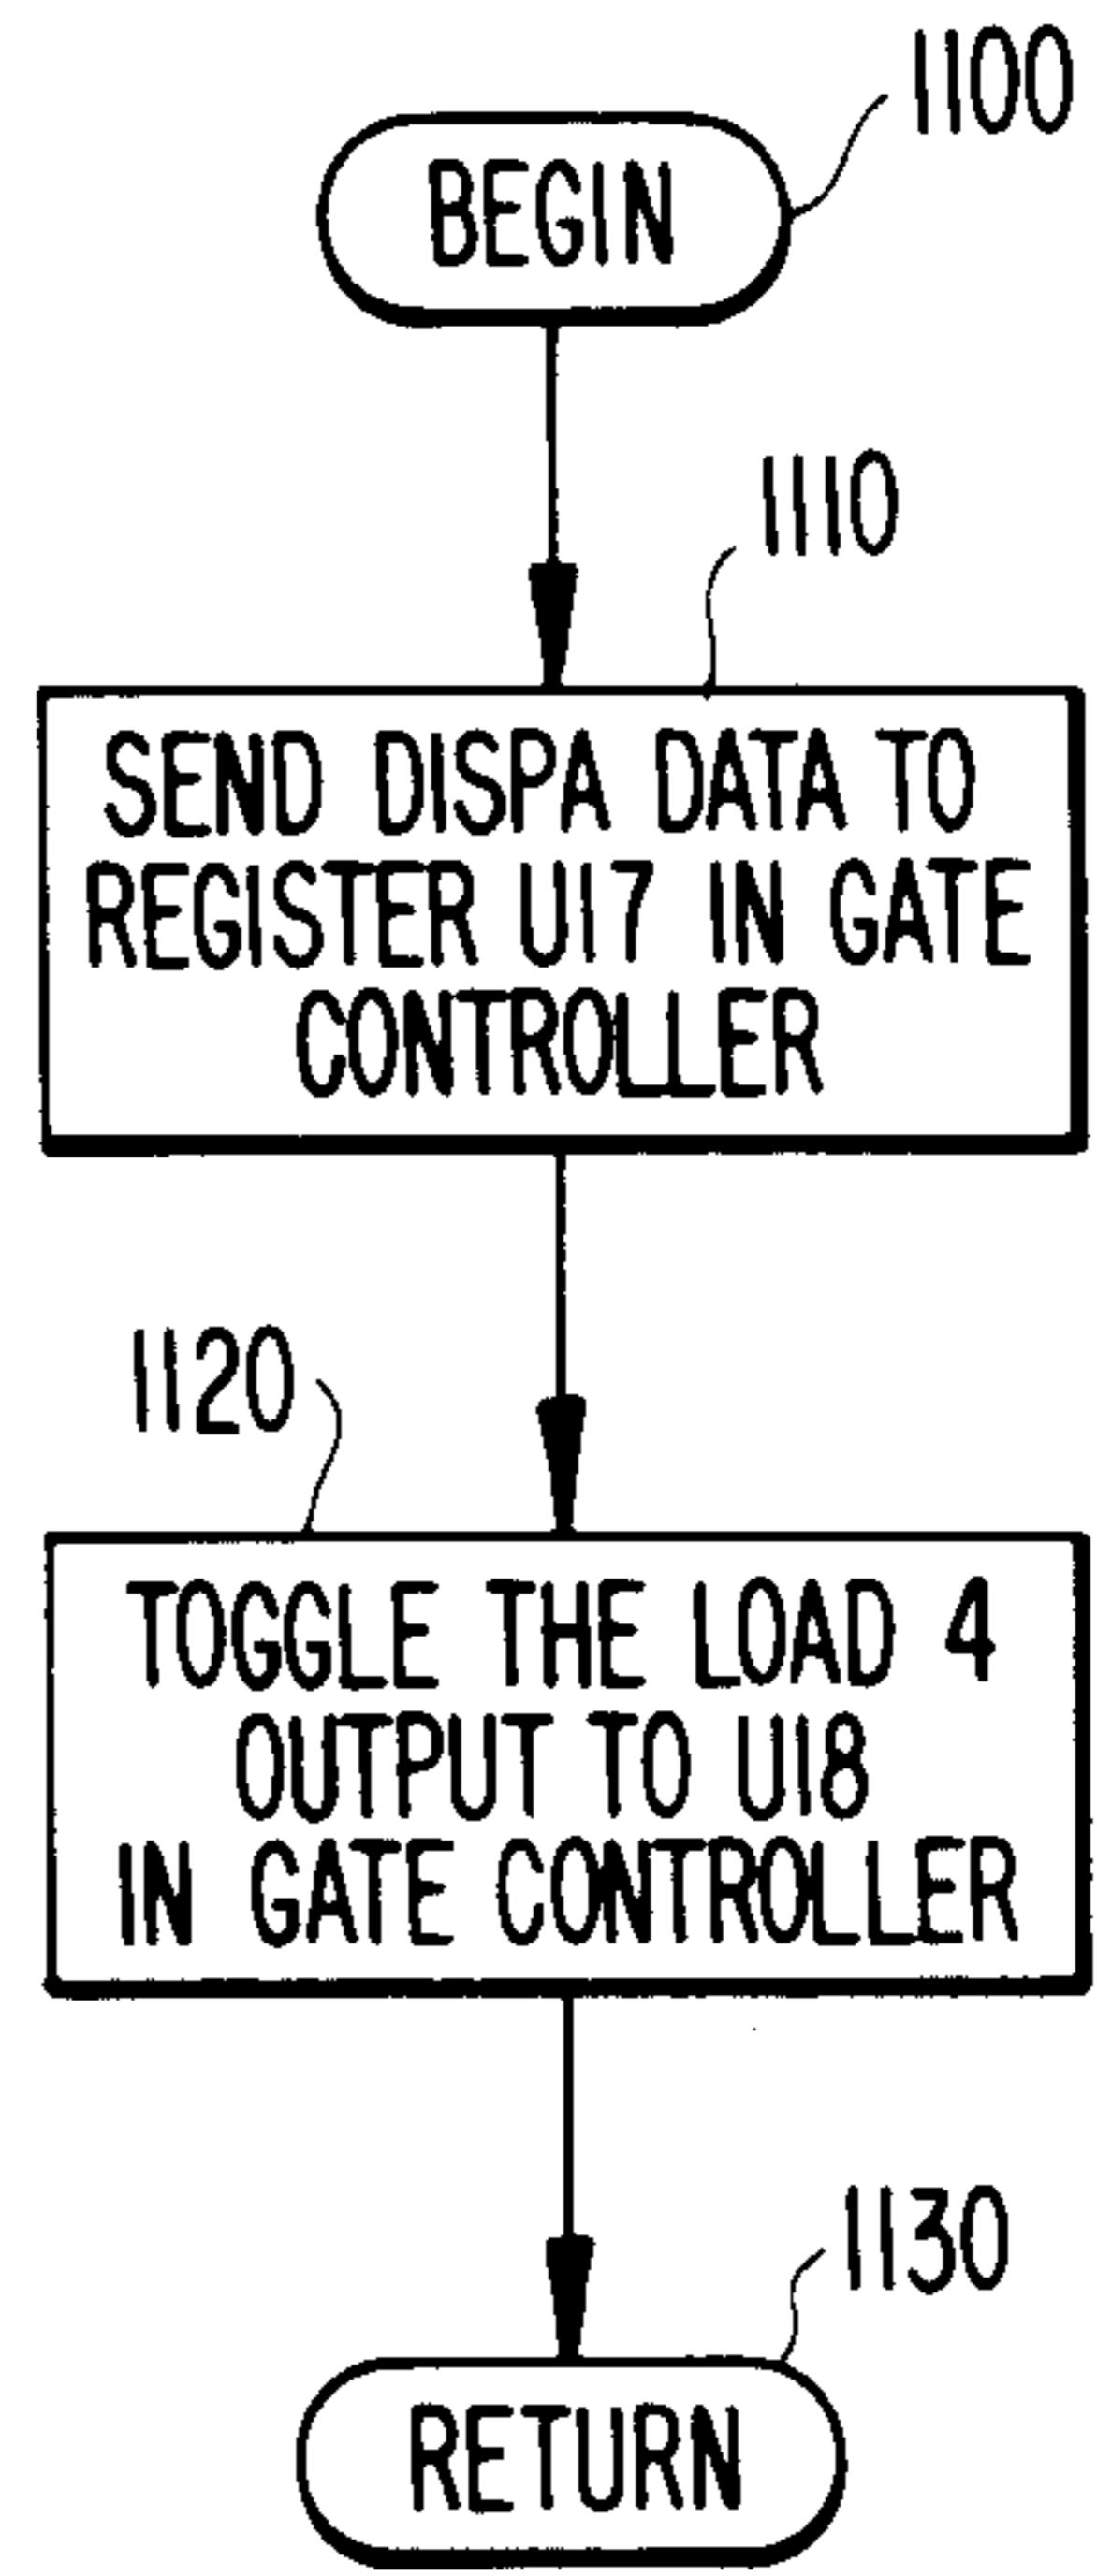 1100
BEGIN
1110
SEND DISPA DATA TO
REGISTER U17 IN GATE
CONTROLLER
1120
TOGGLE THE LOAD 4
OUTPUT TO U18
IN GATE CONTROLLER
1130
RETURN